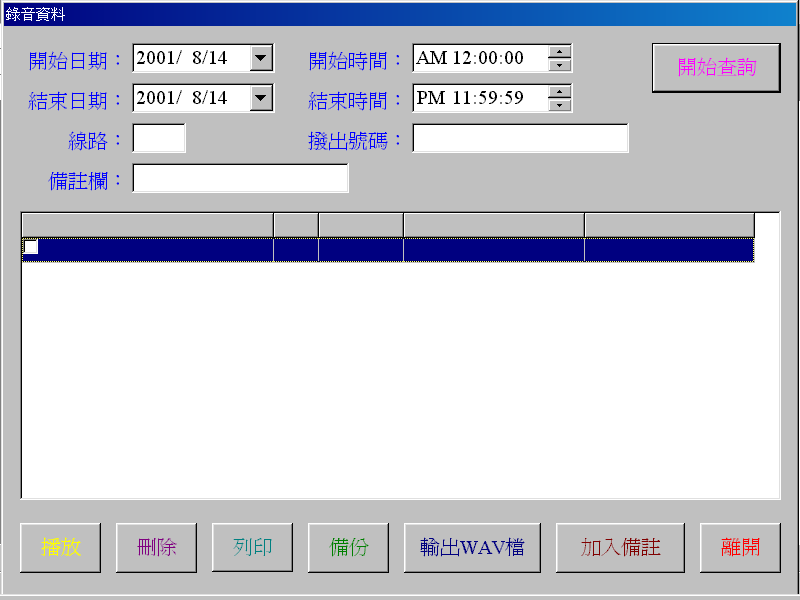 錄音資料
開始日期： 2001/ 8/14 開始時間： AM 12:00:00 開始查詢
結束日期： 2001/ 8/14 結束時間： PM 11:59:59
線路： 撥出號碼：
備註欄：
播放 刪除 列印 備份 輸出WAV檔 加入備註 離開